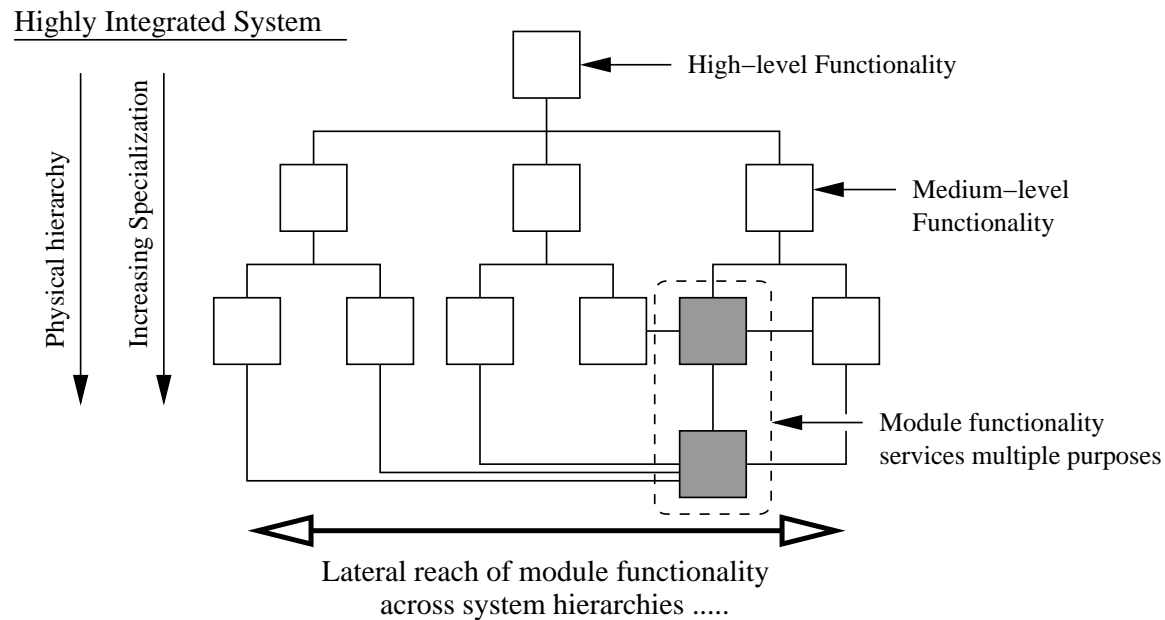 Highly Integrated System
High−level Functionality
Physical hierarchy
Increasing Specialization
Medium−level
Functionality
Module functionality
services multiple purposes
Lateral reach of module functionality
across system hierarchies .....